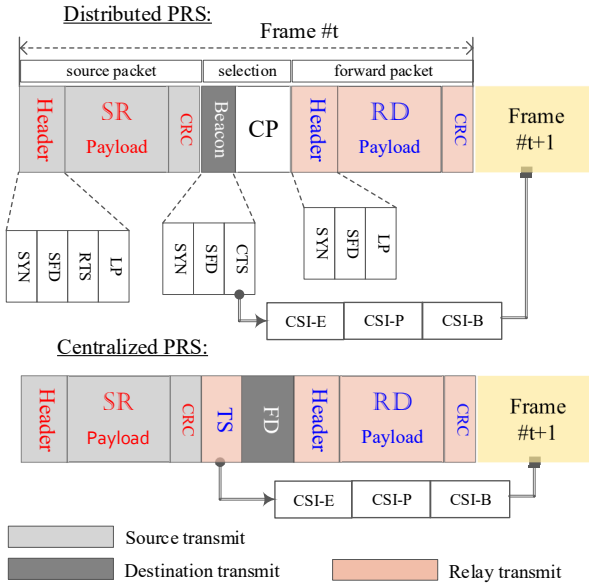 Distributed PRS:
Frame #t
source packet selection forward packet
Header SR Payload CRC Beacon CP Header RD Payload CRC Frame #t+1
SYN SFD RTS LP
SYN SFD CTS
SYN SFD LP
CSI-E CSI-P CSI-B
Centralized PRS:
Header SR Payload CRC TS FD Header RD Payload CRC Frame #t+1
CSI-E CSI-P CSI-B
Source transmit
Destination transmit
Relay transmit